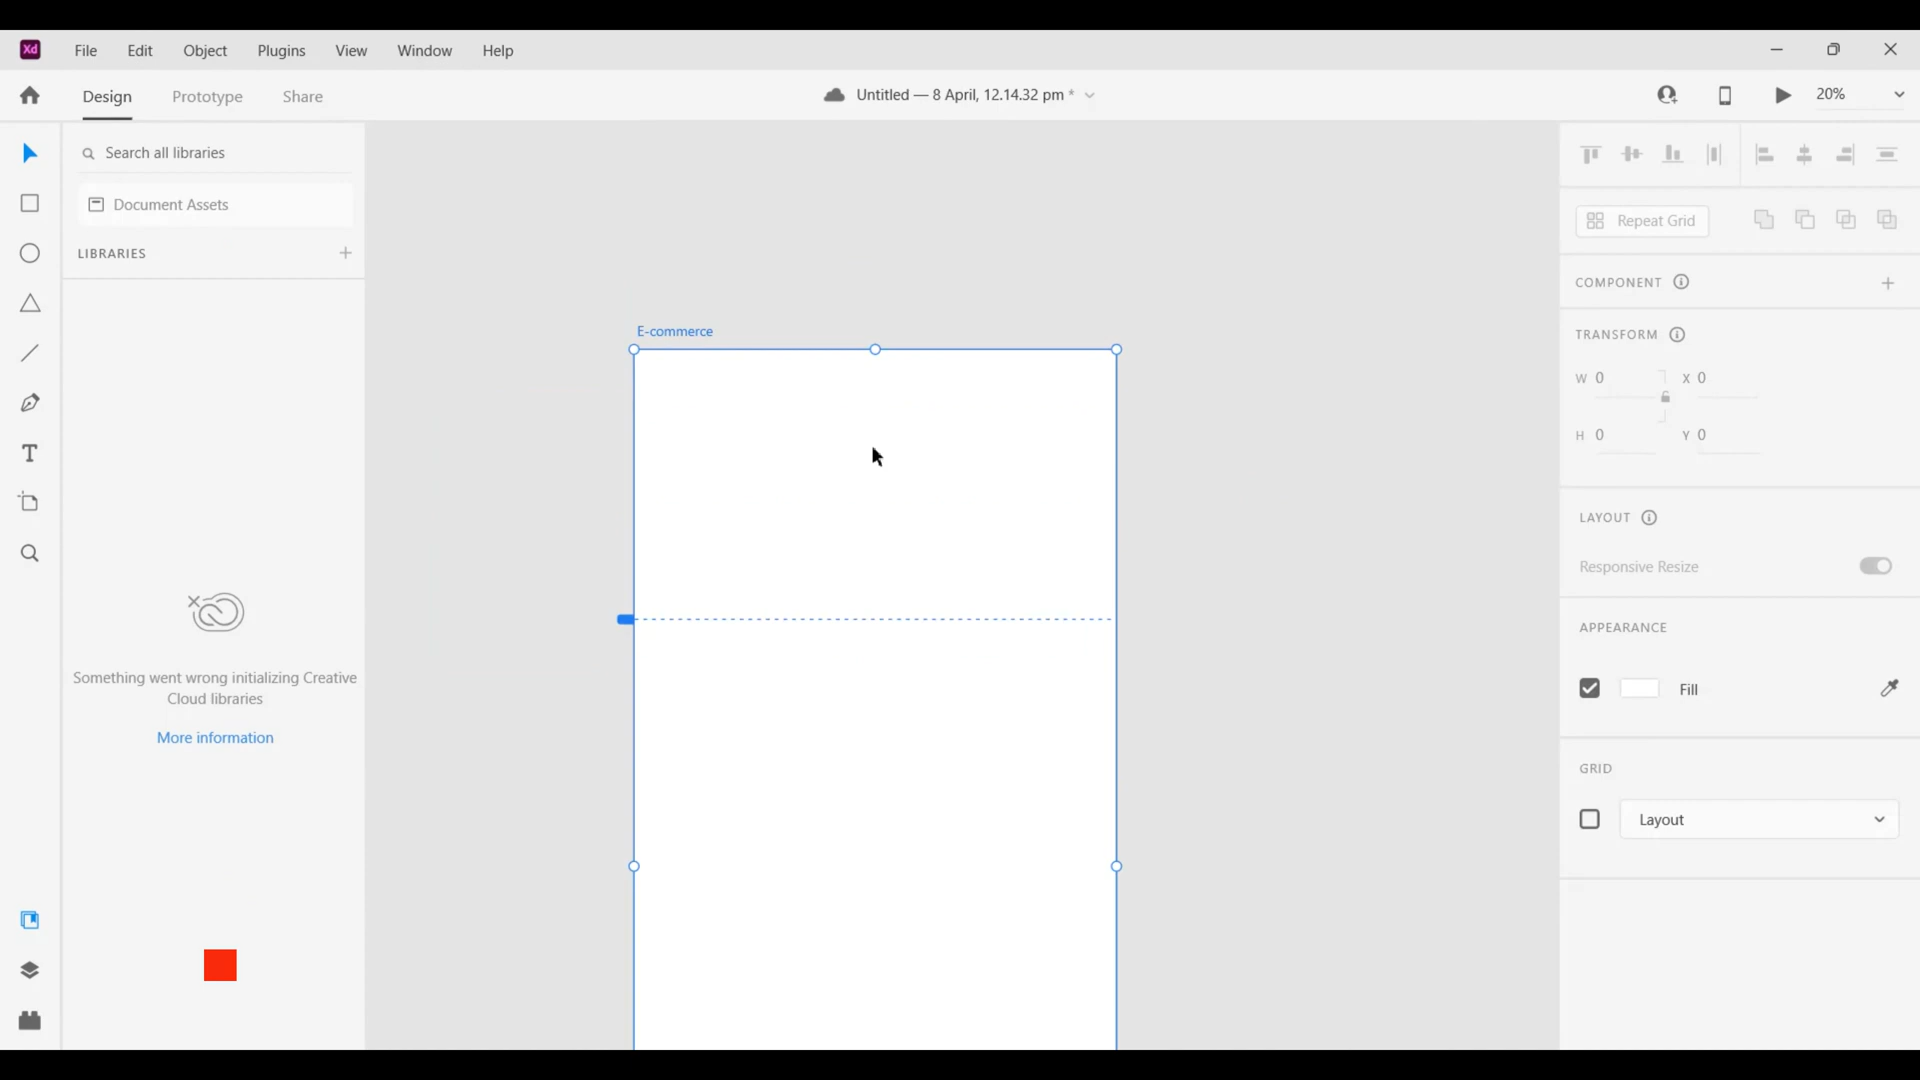 Xd File Edit Object Plugins View Window Help
Design Prototype Share Untitled — 8 April, 12.14.32 pm * 20%
Search all libraries
Document Assets
LIBRARIES
Something went wrong initializing Creative
Cloud libraries
More information
E-commerce
Repeat Grid
COMPONENT
TRANSFORM
W 0 X 0
H 0 Y 0
LAYOUT
Responsive Resize
APPEARANCE
Fill
GRID
Layout